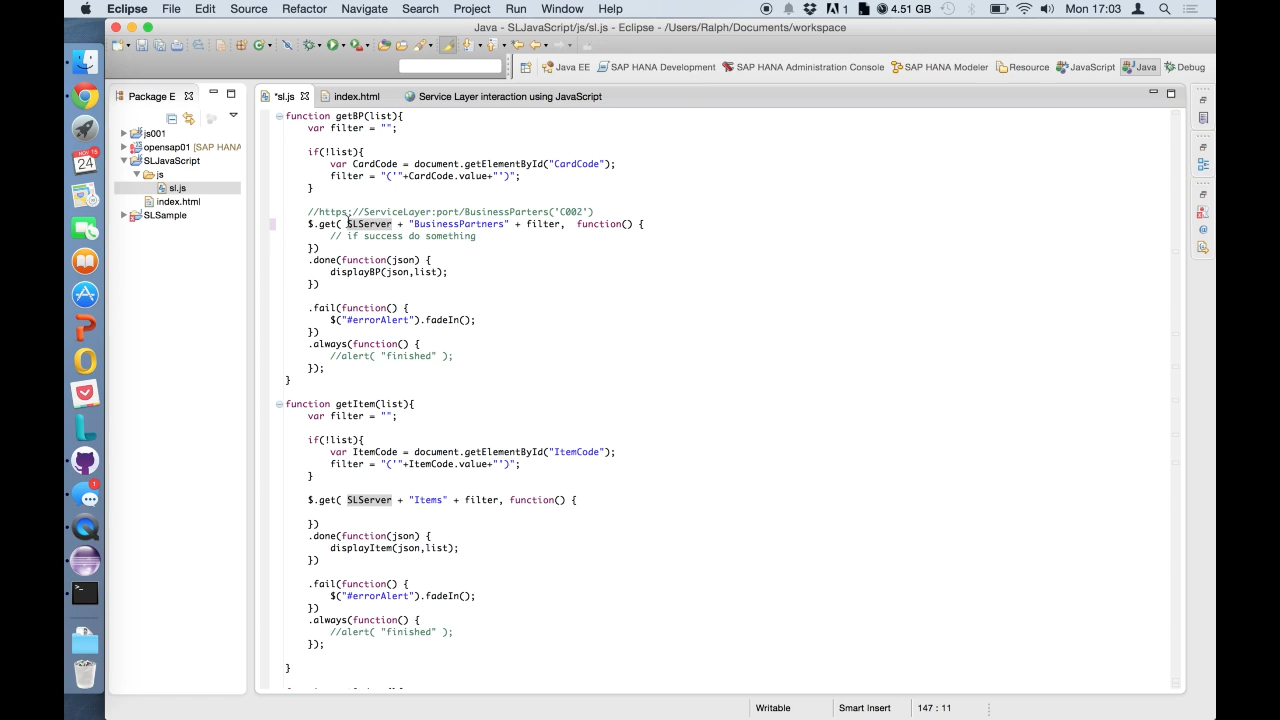 Eclipse File Edit Source Refactor Navigate Search Project Run Window Help 1 4.51 GB Mon 17:03
Java - SLJavaScript/js/sl.js - Eclipse - /Users/Ralph/Documents/workspace
Java EE SAP HANA Development SAP HANA Administration Console SAP HANA Modeler Resource JavaScript Java Debug
Package E
js001
opensap01 [SAP HANA
SLJavaScript
js
sl.js
index.html
SLSample
*sl.js index.html Service Layer interaction using JavaScript
function getBP(list){
var filter = "";
if(!list){
var CardCode = document.getElementById("CardCode");
filter = "('"+CardCode.value+"')";
}
//https://ServiceLayer:port/BusinessParters('C002')
$.get( SLServer + "BusinessPartners" + filter, function() {
// if success do something
})
.done(function(json) {
displayBP(json,list);
})
.fail(function() {
$("#errorAlert").fadeIn();
})
.always(function() {
//alert( "finished" );
});
}
function getItem(list){
var filter = "";
if(!list){
var ItemCode = document.getElementById("ItemCode");
filter = "('"+ItemCode.value+"')";
}
$.get( SLServer + "Items" + filter, function() {
})
.done(function(json) {
displayItem(json,list);
})
.fail(function() {
$("#errorAlert").fadeIn();
})
.always(function() {
//alert( "finished" );
});
}
Writable Smart Insert 147 : 11